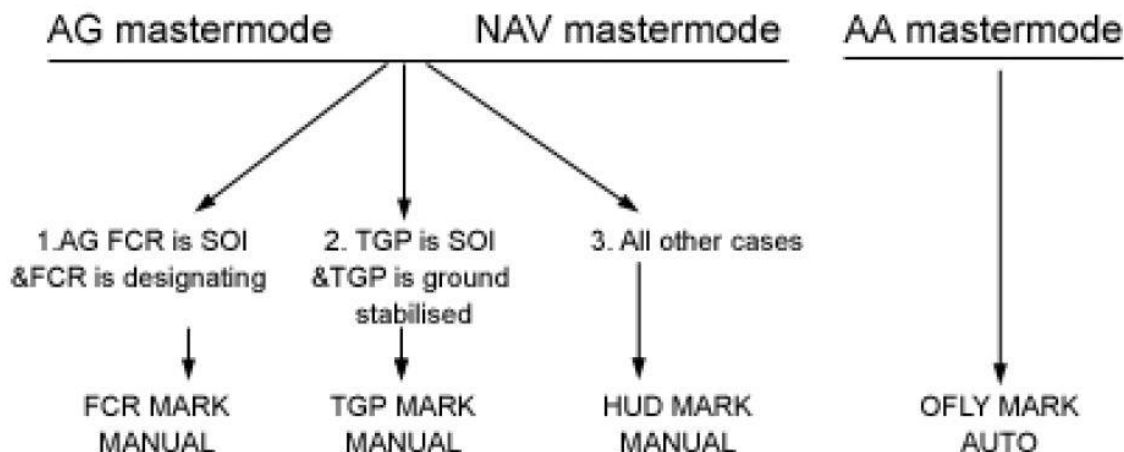 AG mastermode
NAV mastermode
AA mastermode
1.AG FCR is SOI
&FCR is designating
2. TGP is SOI
&TGP is ground
stabilised
3. All other cases
FCR MARK
MANUAL
TGP MARK
MANUAL
HUD MARK
MANUAL
OFLY MARK
AUTO